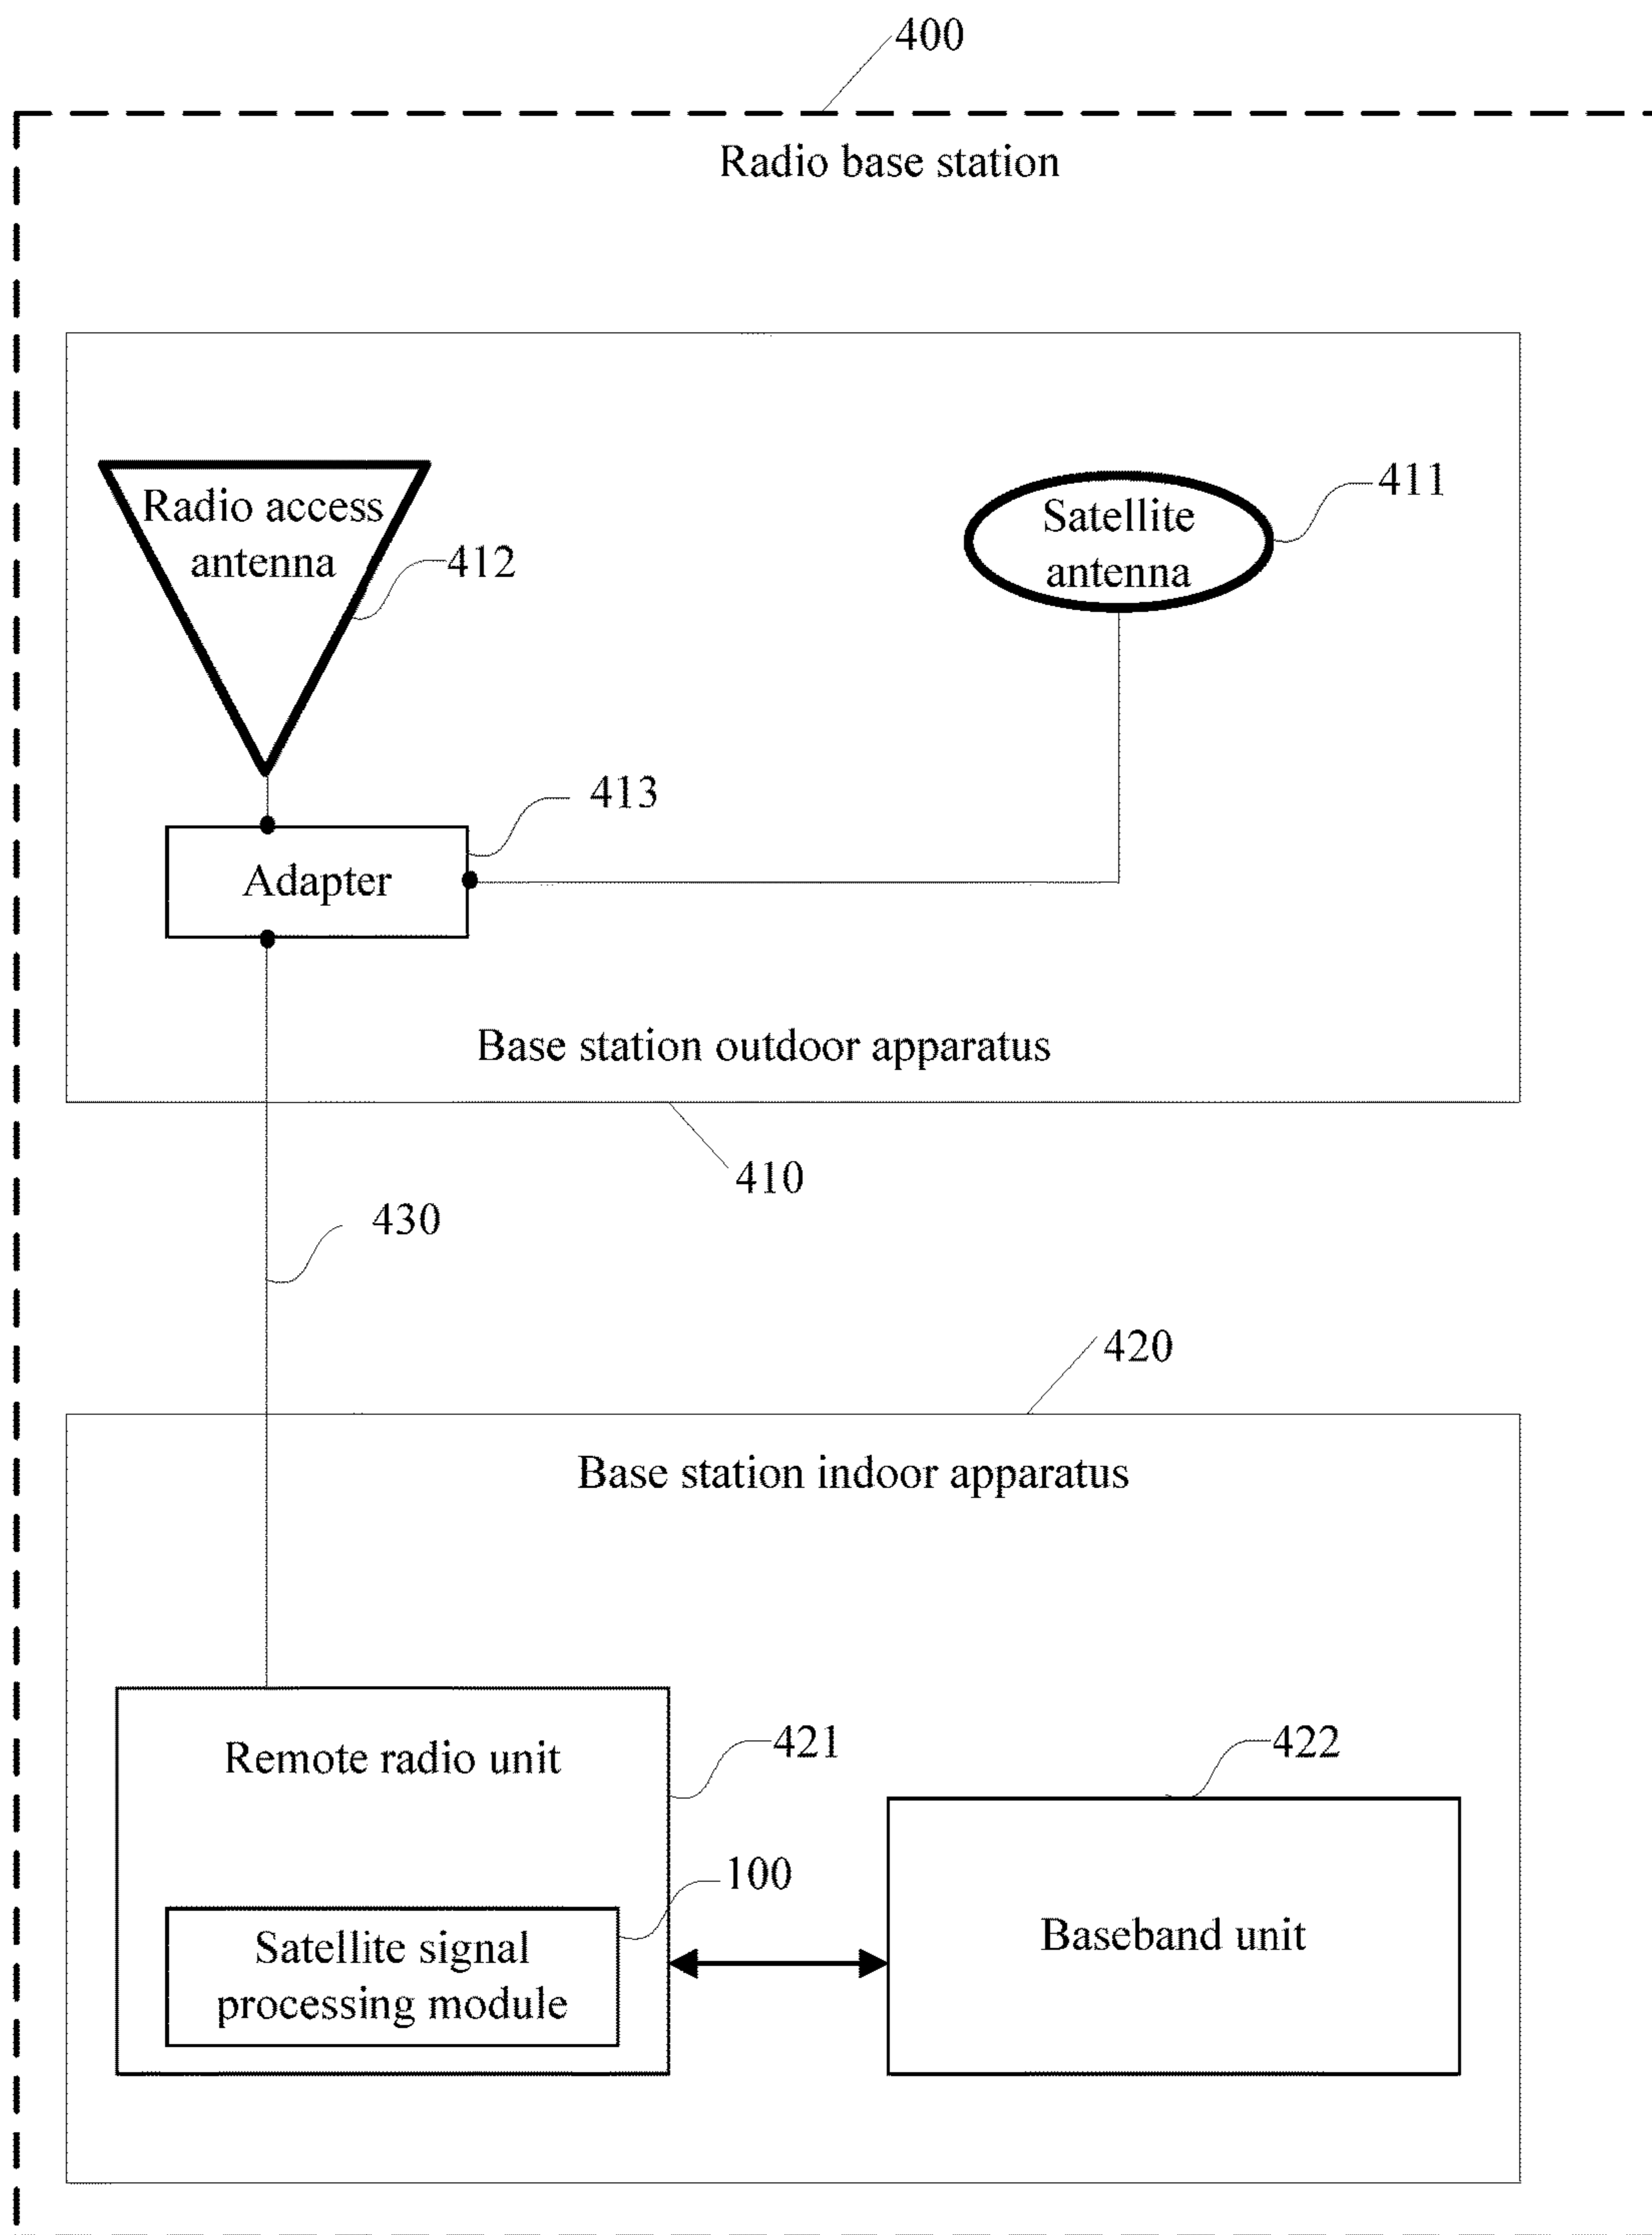 400
Radio base station
Radio access
antenna
412
Satellite
antenna
411
413
Adapter
Base station outdoor apparatus
410
430
420
Base station indoor apparatus
Remote radio unit
421
422
100
Satellite signal
processing module
Baseband unit